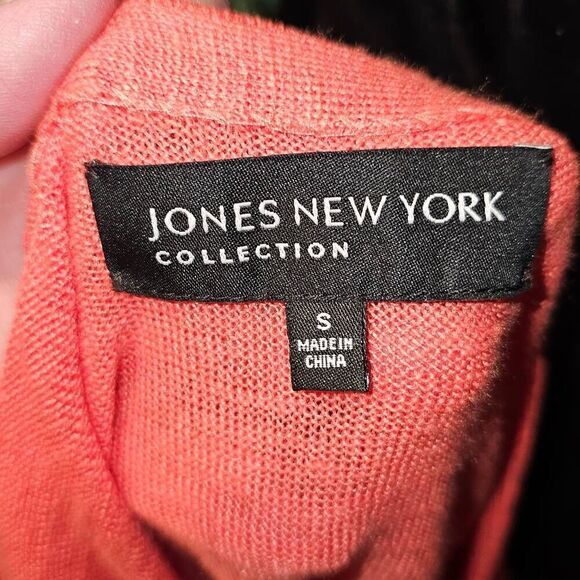 JONES NEW YORK
COLLECTION
S
MADE IN
CHINA